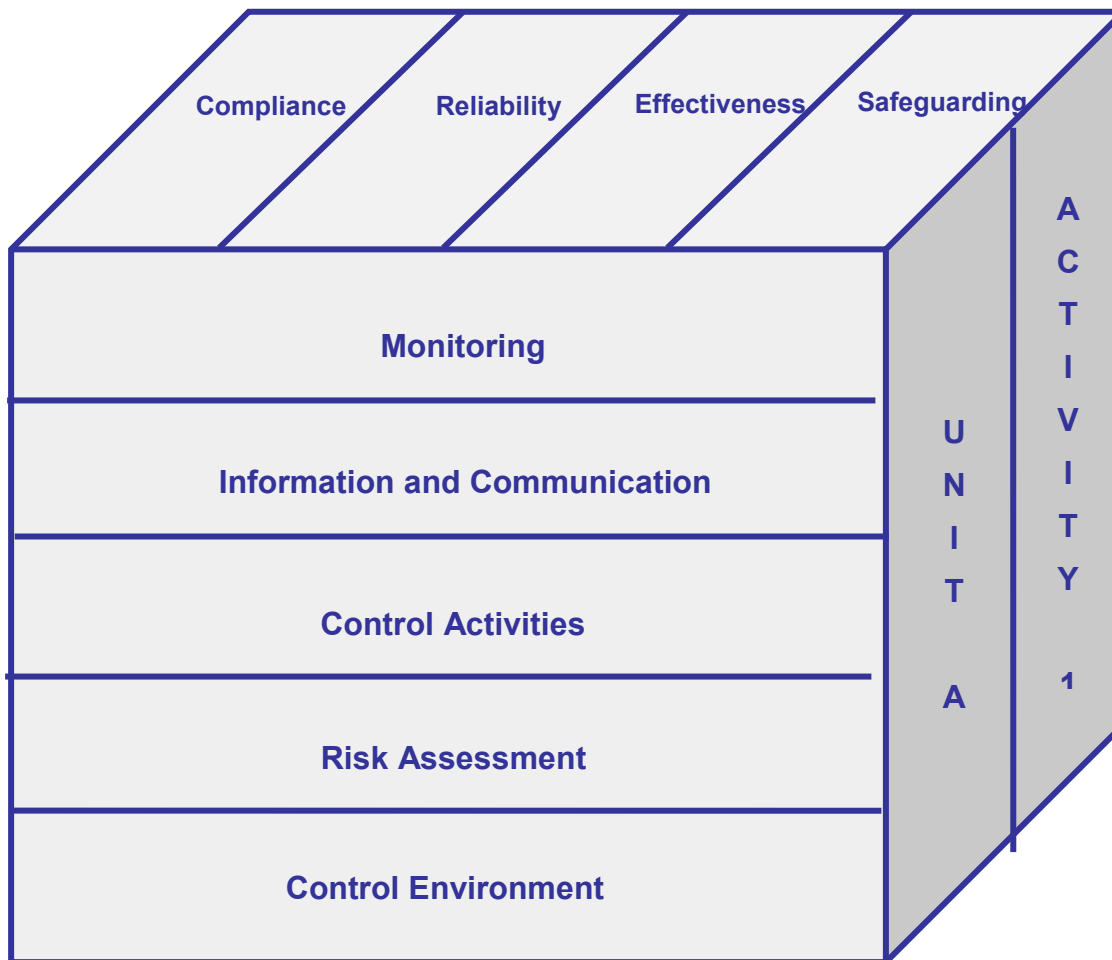 Compliance
Reliability
Effectiveness
Safeguarding
Monitoring
Information and Communication
Control Activities
Risk Assessment
Control Environment
UNIT A
ACTIVITY 1